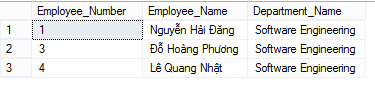 Employee_Number Employee_Name Department_Name
1 1 Nguyễn Hải Đăng Software Engineering
2 3 Đỗ Hoàng Phương Software Engineering
3 4 Lê Quang Nhật Software Engineering